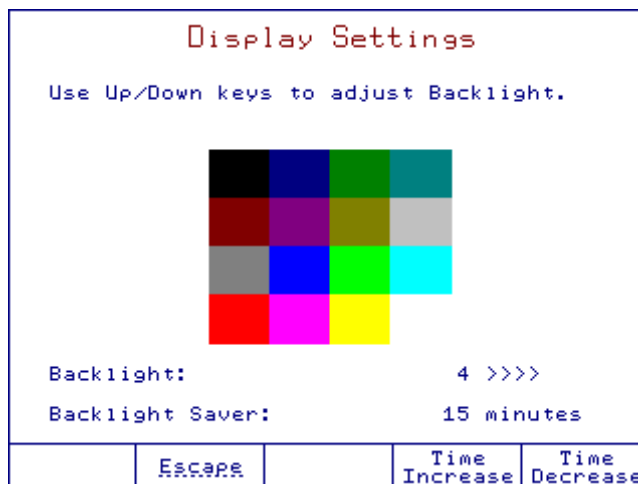 Display Settings
Use Up/Down keys to adjust Backlight.
Backlight: 4 >>>>
Backlight Saver: 15 minutes
Escape
Time Increase
Time Decrease